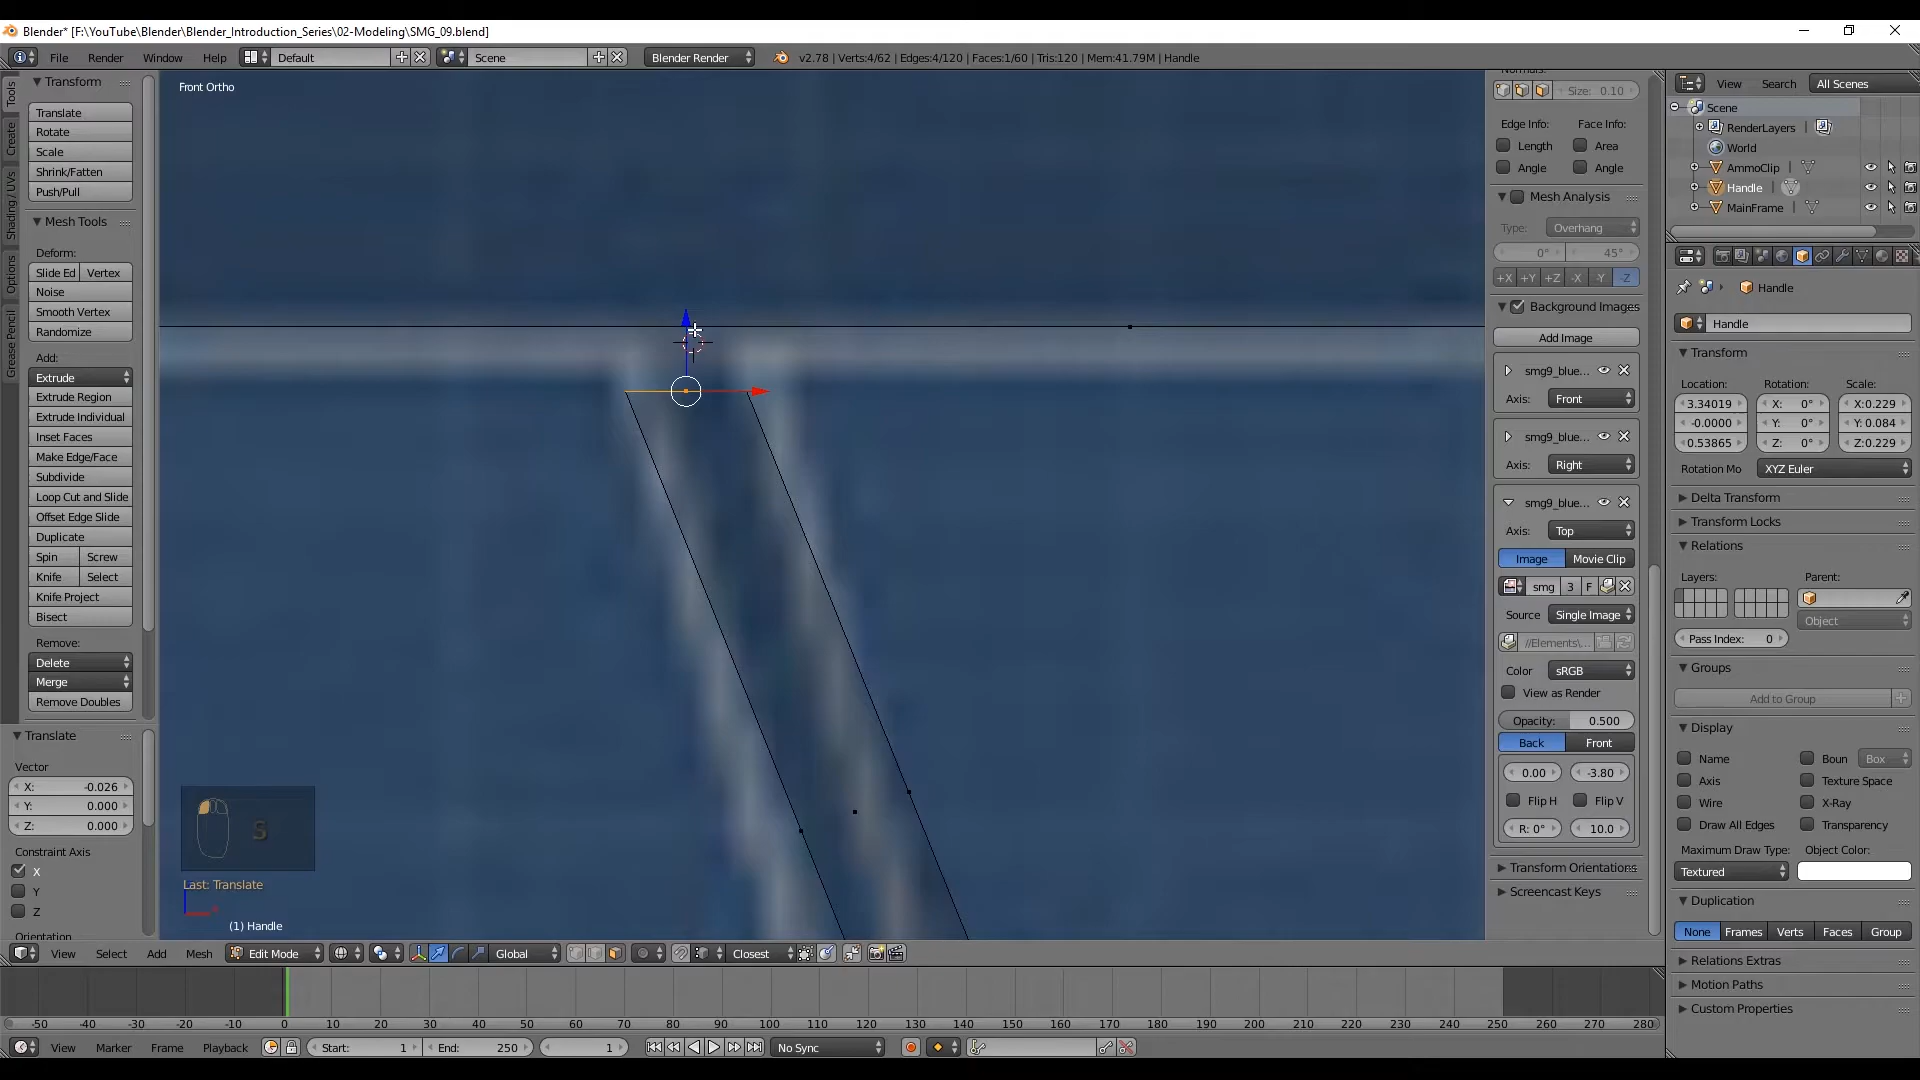 Blender* [F:\YouTube\Blender\Blender_Introduction_Series\02-Modeling\SMG_09.blend]
File Render Window Help Default Scene Blender Render v2.78 | Verts:4/62 | Edges:4/120 | Faces:1/60 | Tris:120 | Mem:41.79M | Handle
Tools
Create
Shading / UVs
Options
Grease Pencil
Transform
Translate
Rotate
Scale
Shrink/Fatten
Push/Pull
Mesh Tools
Deform:
Slide Ed Vertex
Noise
Smooth Vertex
Randomize
Add:
Extrude
Extrude Region
Extrude Individual
Inset Faces
Make Edge/Face
Subdivide
Loop Cut and Slide
Offset Edge Slide
Duplicate
Spin Screw
Knife Select
Knife Project
Bisect
Remove:
Delete
Merge
Remove Doubles
Translate
Vector
X: -0.026
Y: 0.000
Z: 0.000
Constraint Axis
X
Y
Z
Orientation
Front Ortho
S
Last: Translate
(1) Handle
View Select Add Mesh Edit Mode Global Closest
Normals:
Size: 0.10
Edge Info: Face Info:
Length Area
Angle Angle
Mesh Analysis
Type: Overhang
0° 45°
+X +Y +Z -X -Y -Z
Background Images
Add Image
smg9_blue...
Axis: Front
smg9_blue...
Axis: Right
smg9_blue...
Axis: Top
Image Movie Clip
smg 3 F
Source Single Image
//Elements\...
Color sRGB
View as Render
Opacity: 0.500
Back Front
0.00 -3.80
Flip H Flip V
R: 0° 10.0
Transform Orientations
Screencast Keys
View Search All Scenes
Scene
RenderLayers
World
AmmoClip
Handle
MainFrame
Handle
Handle
Transform
Location: Rotation: Scale:
3.34019 X: 0° X:0.229
-0.0000 Y: 0° Y: 0.084
0.53865 Z: 0° Z:0.229
Rotation Mo XYZ Euler
Delta Transform
Transform Locks
Relations
Layers: Parent:
Object
Pass Index: 0
Groups
Add to Group
Display
Name Boun Box
Axis Texture Space
Wire X-Ray
Draw All Edges Transparency
Maximum Draw Type: Object Color:
Textured
Duplication
None Frames Verts Faces Group
Relations Extras
Motion Paths
Custom Properties
-50 -40 -30 -20 -10 0 10 20 30 40 50 60 70 80 90 100 110 120 130 140 150 160 170 180 190 200 210 220 230 240 250 260 270 280
View Marker Frame Playback Start: 1 End: 250 1 No Sync